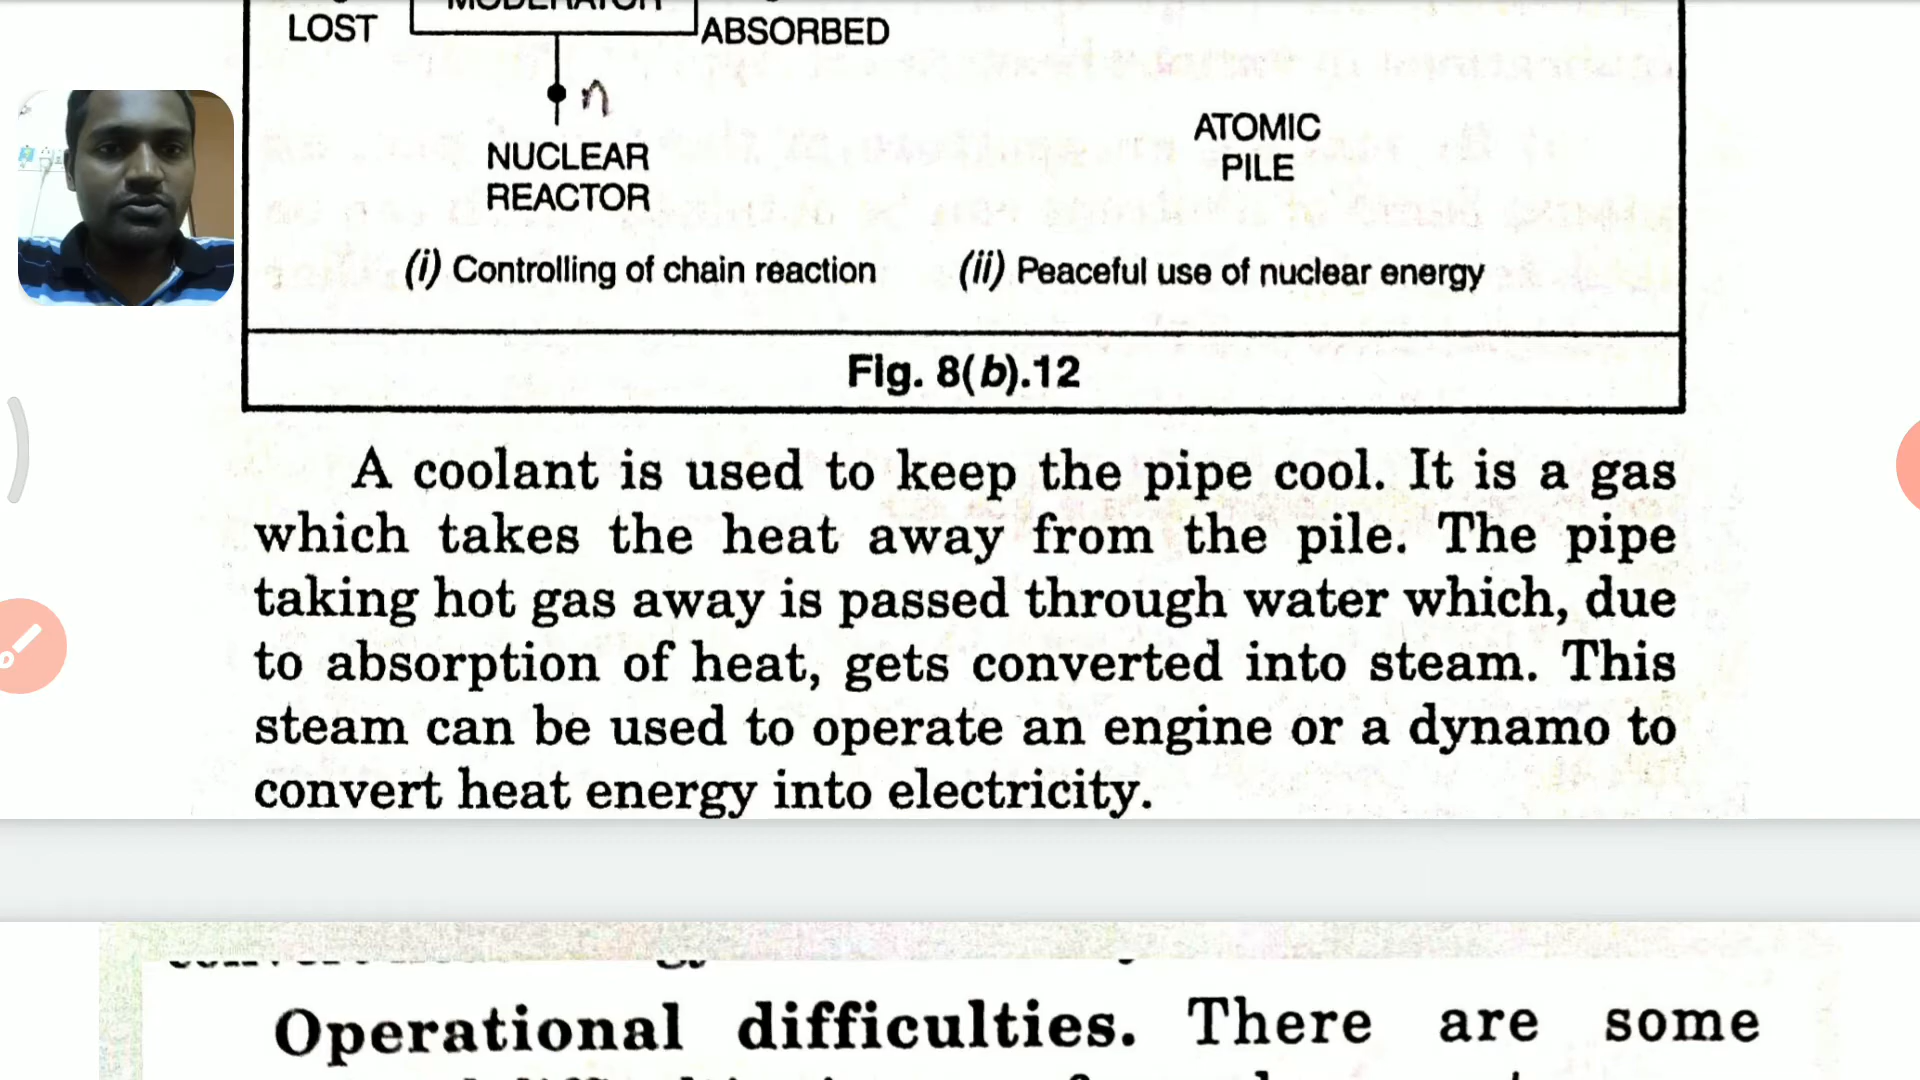 MODERATOR
LOST
ABSORBED
n
NUCLEAR
REACTOR
ATOMIC
PILE
(i) Controlling of chain reaction
(ii) Peaceful use of nuclear energy
Fig. 8(b).12
A coolant is used to keep the pipe cool. It is a gas
which takes the heat away from the pile. The pipe
taking hot gas away is passed through water which, due
to absorption of heat, gets converted into steam. This
steam can be used to operate an engine or a dynamo to
convert heat energy into electricity.
Operational difficulties. There are some